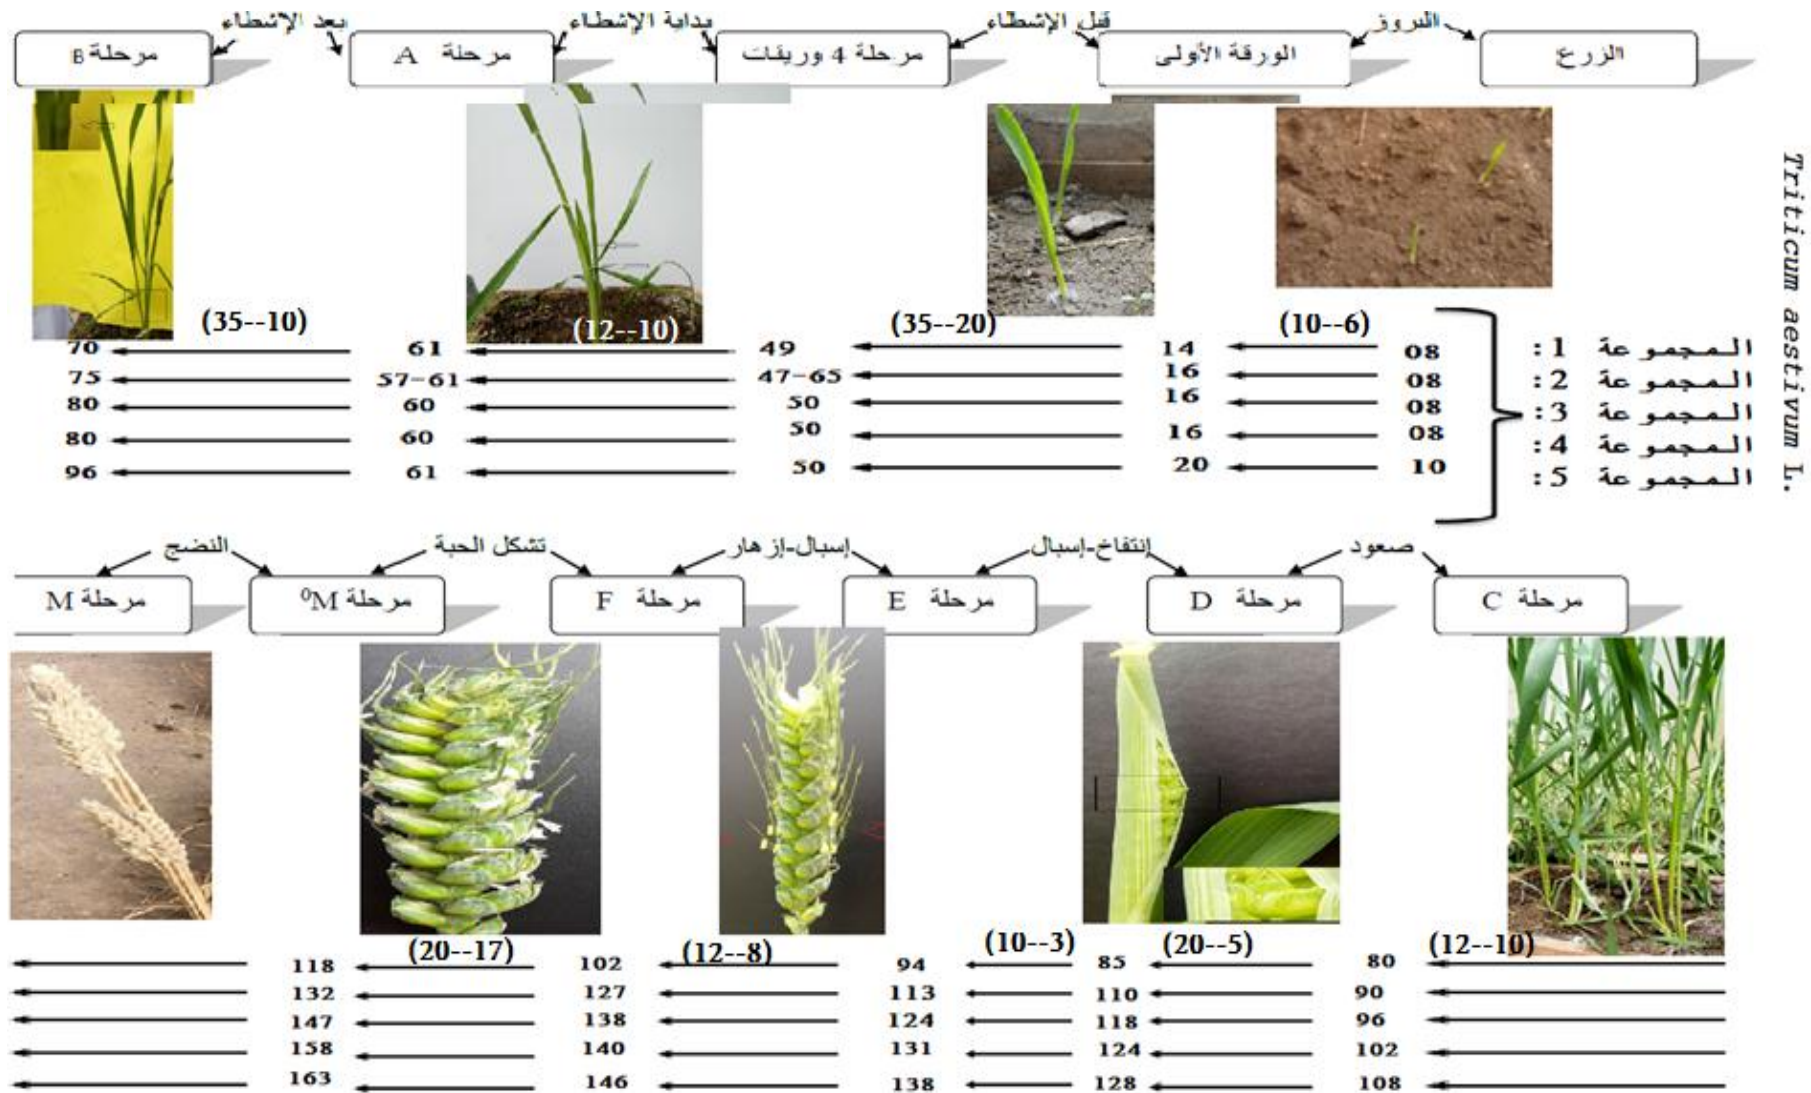 البروز قبل الإشطاء بداية الإشطاء بعد الإشطاء
الزرع الورقة الأولى مرحلة 4 وريقات مرحلة A مرحلة B
Triticum aestivum L.
(10--6) (35--20) (12--10) (35--10)
المجموعة 1: 08 14 49 61 70
المجموعة 2: 08 16 47-65 57-61 75
المجموعة 3: 08 16 50 60 80
المجموعة 4: 08 16 50 60 80
المجموعة 5: 10 20 50 61 96
صعود إنتفاخ-إسبال إسبال-إزهار تشكل الحبة النضج
مرحلة C مرحلة D مرحلة E مرحلة F مرحلة M⁰ مرحلة M
(12--10) (20--5) (10--3) (12--8) (20--17)
80 85 94 102 118
90 110 113 127 132
96 118 124 138 147
102 124 131 140 158
108 128 138 146 163